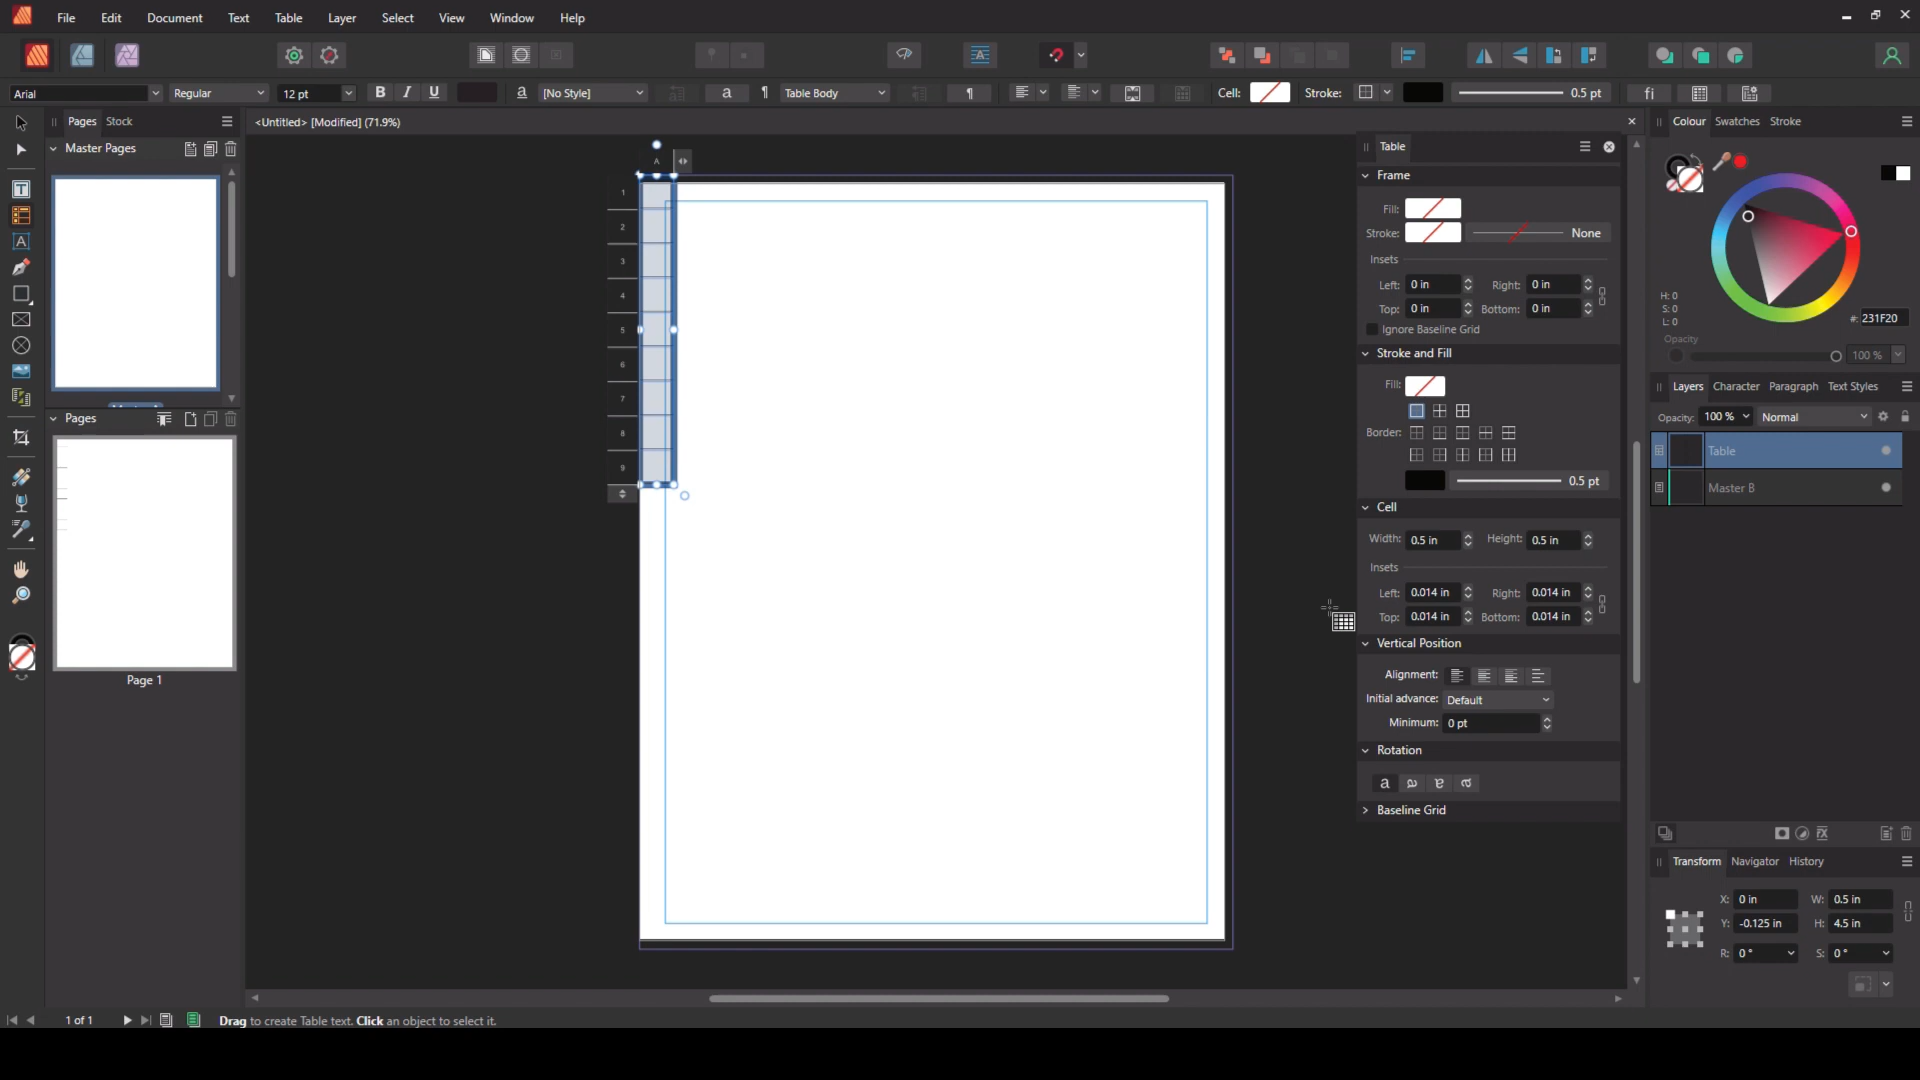 File Edit Document Text Table Layer Select View Window Help
Arial Regular 12 pt B I U a [No Style] a ¶ Table Body ¶ Cell: Stroke: 0.5 pt fi
Pages Stock
Master Pages
Pages
Page 1
<Untitled> [Modified] (71.9%)
A
1
2
3
4
5
6
7
8
9
Table
Frame
Fill:
Stroke: None
Insets
Left: 0 in Right: 0 in
Top: 0 in Bottom: 0 in
Ignore Baseline Grid
Stroke and Fill
Fill:
Border:
0.5 pt
Cell
Width: 0.5 in Height: 0.5 in
Insets
Left: 0.014 in Right: 0.014 in
Top: 0.014 in Bottom: 0.014 in
Vertical Position
Alignment:
Initial advance: Default
Minimum: 0 pt
Rotation
a a a a
Baseline Grid
Colour Swatches Stroke
H: 0
S: 0
L: 0
#: 231F20
Opacity
100 %
Layers Character Paragraph Text Styles
Opacity: 100 % Normal
Table
Master B
Transform Navigator History
X: 0 in W: 0.5 in
Y: -0.125 in H: 4.5 in
R: 0 ° S: 0 °
1 of 1 Drag to create Table text. Click an object to select it.